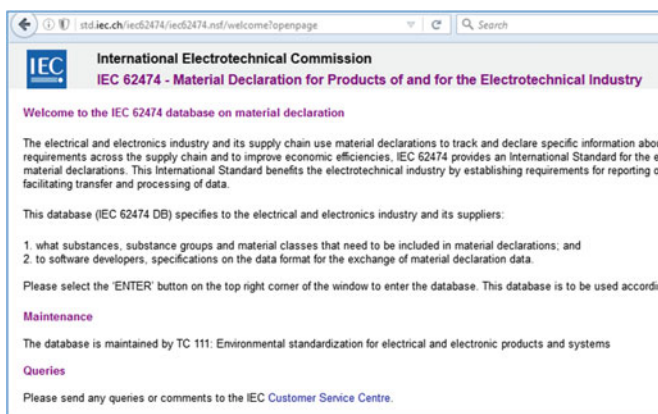 std.iec.ch/iec62474/iec62474.nsf/welcome?openpage
Search
IEC
International Electrotechnical Commission
IEC 62474 - Material Declaration for Products of and for the Electrotechnical Industry
Welcome to the IEC 62474 database on material declaration
The electrical and electronics industry and its supply chain use material declarations to track and declare specific information
requirements across the supply chain and to improve economic efficiencies, IEC 62474 provides an International Standard for the
material declarations. This International Standard benefits the electrotechnical industry by establishing requirements for reporting
facilitating transfer and processing of data.
This database (IEC 62474 DB) specifies to the electrical and electronics industry and its suppliers:
1. what substances, substance groups and material classes that need to be included in material declarations; and
2. to software developers, specifications on the data format for the exchange of material declaration data.
Please select the 'ENTER' button on the top right corner of the window to enter the database. This database is to be used
Maintenance
The database is maintained by TC 111: Environmental standardization for electrical and electronic products and systems
Queries
Please send any queries or comments to the IEC Customer Service Centre.